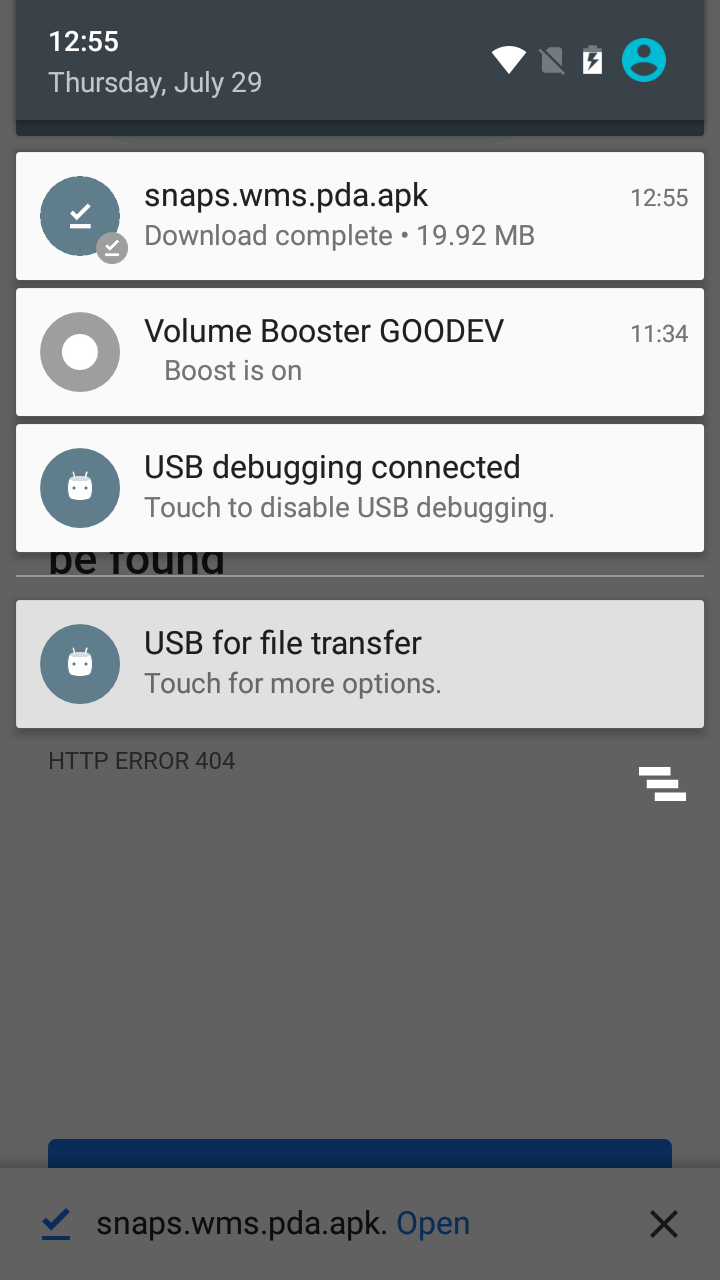 12:55
Thursday, July 29
snaps.wms.pda.apk 12:55
Download complete • 19.92 MB
Volume Booster GOODEV 11:34
Boost is on
USB debugging connected
Touch to disable USB debugging.
be found
USB for file transfer
Touch for more options.
HTTP ERROR 404
snaps.wms.pda.apk. Open